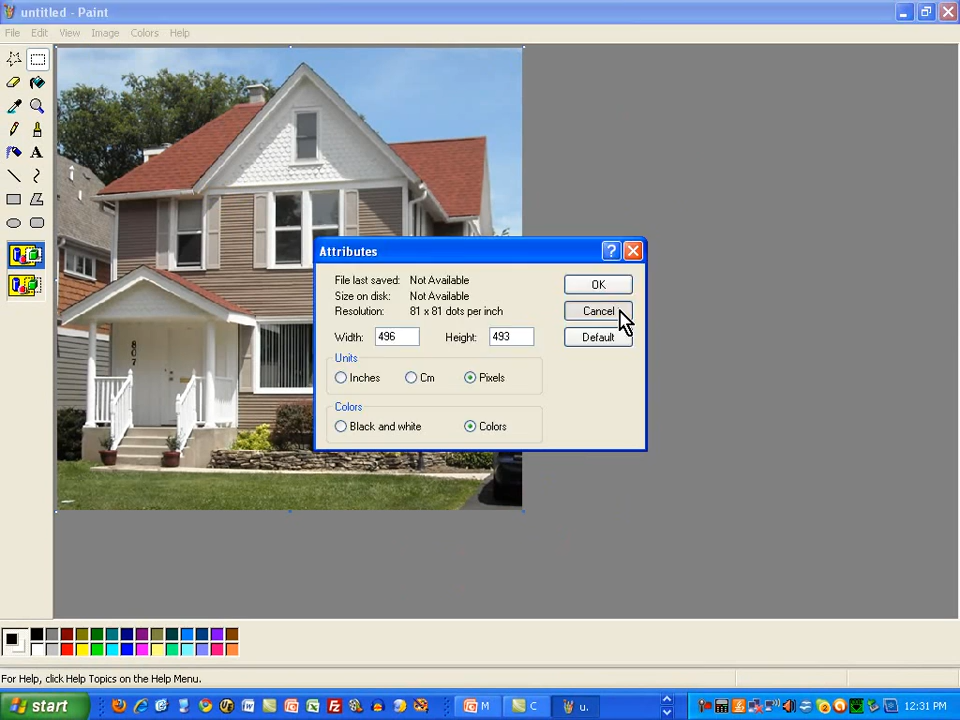 untitled - Paint
File Edit View Image Colors Help
A
807
Attributes
?
File last saved: Not Available
Size on disk: Not Available
Resolution: 81 x 81 dots per inch
Width: 496 Height: 493
Units
Inches Cm Pixels
Colors
Black and white Colors
OK
Cancel
Default
For Help, click Help Topics on the Help Menu.
start
M
C
u.
12:31 PM